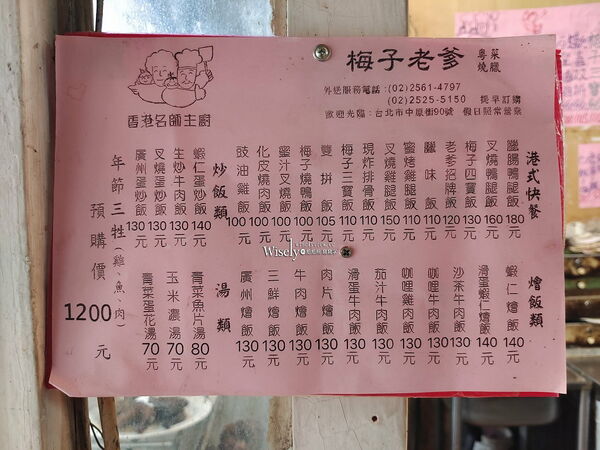 梅子老爹 粵菜燒臘
外送服務電話:(02)2561-4797
(02)2525-5150 提早訂購
歡迎光臨:台北市中原街90號 假日照常營業
香港名師主廚
港式快餐
臘腸鴨腿飯 180元
叉燒鴨腿飯 160元
梅子四寶飯 130元
老爹招牌飯 120元
臘味飯 110元
蜜烤雞腿飯 110元
叉燒雞腿飯 150元
現炸排骨飯 110元
梅子三寶飯 110元
雙拼飯 105元
梅子燒鴨飯 100元
蜜汁叉燒飯 100元
化皮燒肉飯 100元
豉油雞飯 100元
炒飯類
蝦仁蛋炒飯 140元
生炒牛肉飯 130元
叉燒蛋炒飯 130元
廣州蛋炒飯 130元
燴飯類
蝦仁燴飯 140元
滑蛋蝦仁燴飯 140元
沙茶牛肉飯 130元
咖哩牛肉飯 130元
咖哩雞肉飯 130元
茄汁牛肉飯 130元
滑蛋牛肉飯 130元
肉片燴飯 130元
牛肉燴飯 130元
三鮮燴飯 130元
廣州燴飯 130元
湯類
青菜魚片湯 80元
玉米濃湯 70元
青菜蛋花湯 70元
年節三牲(雞、魚、肉)
預購價 1200元
Wisely